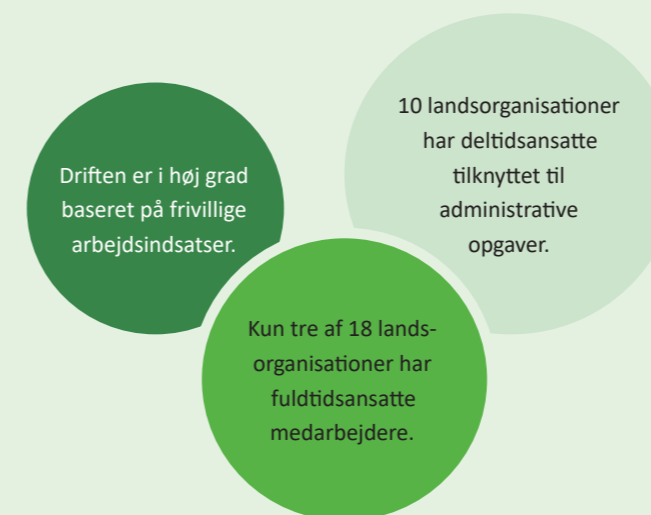 Driften er i høj grad
baseret på frivillige
arbejdsindsatser.
10 landsorganisationer
har deltidsansatte
tilknyttet til
administrative
opgaver.
Kun tre af 18 lands-
organisationer har
fuldtidsansatte
medarbejdere.